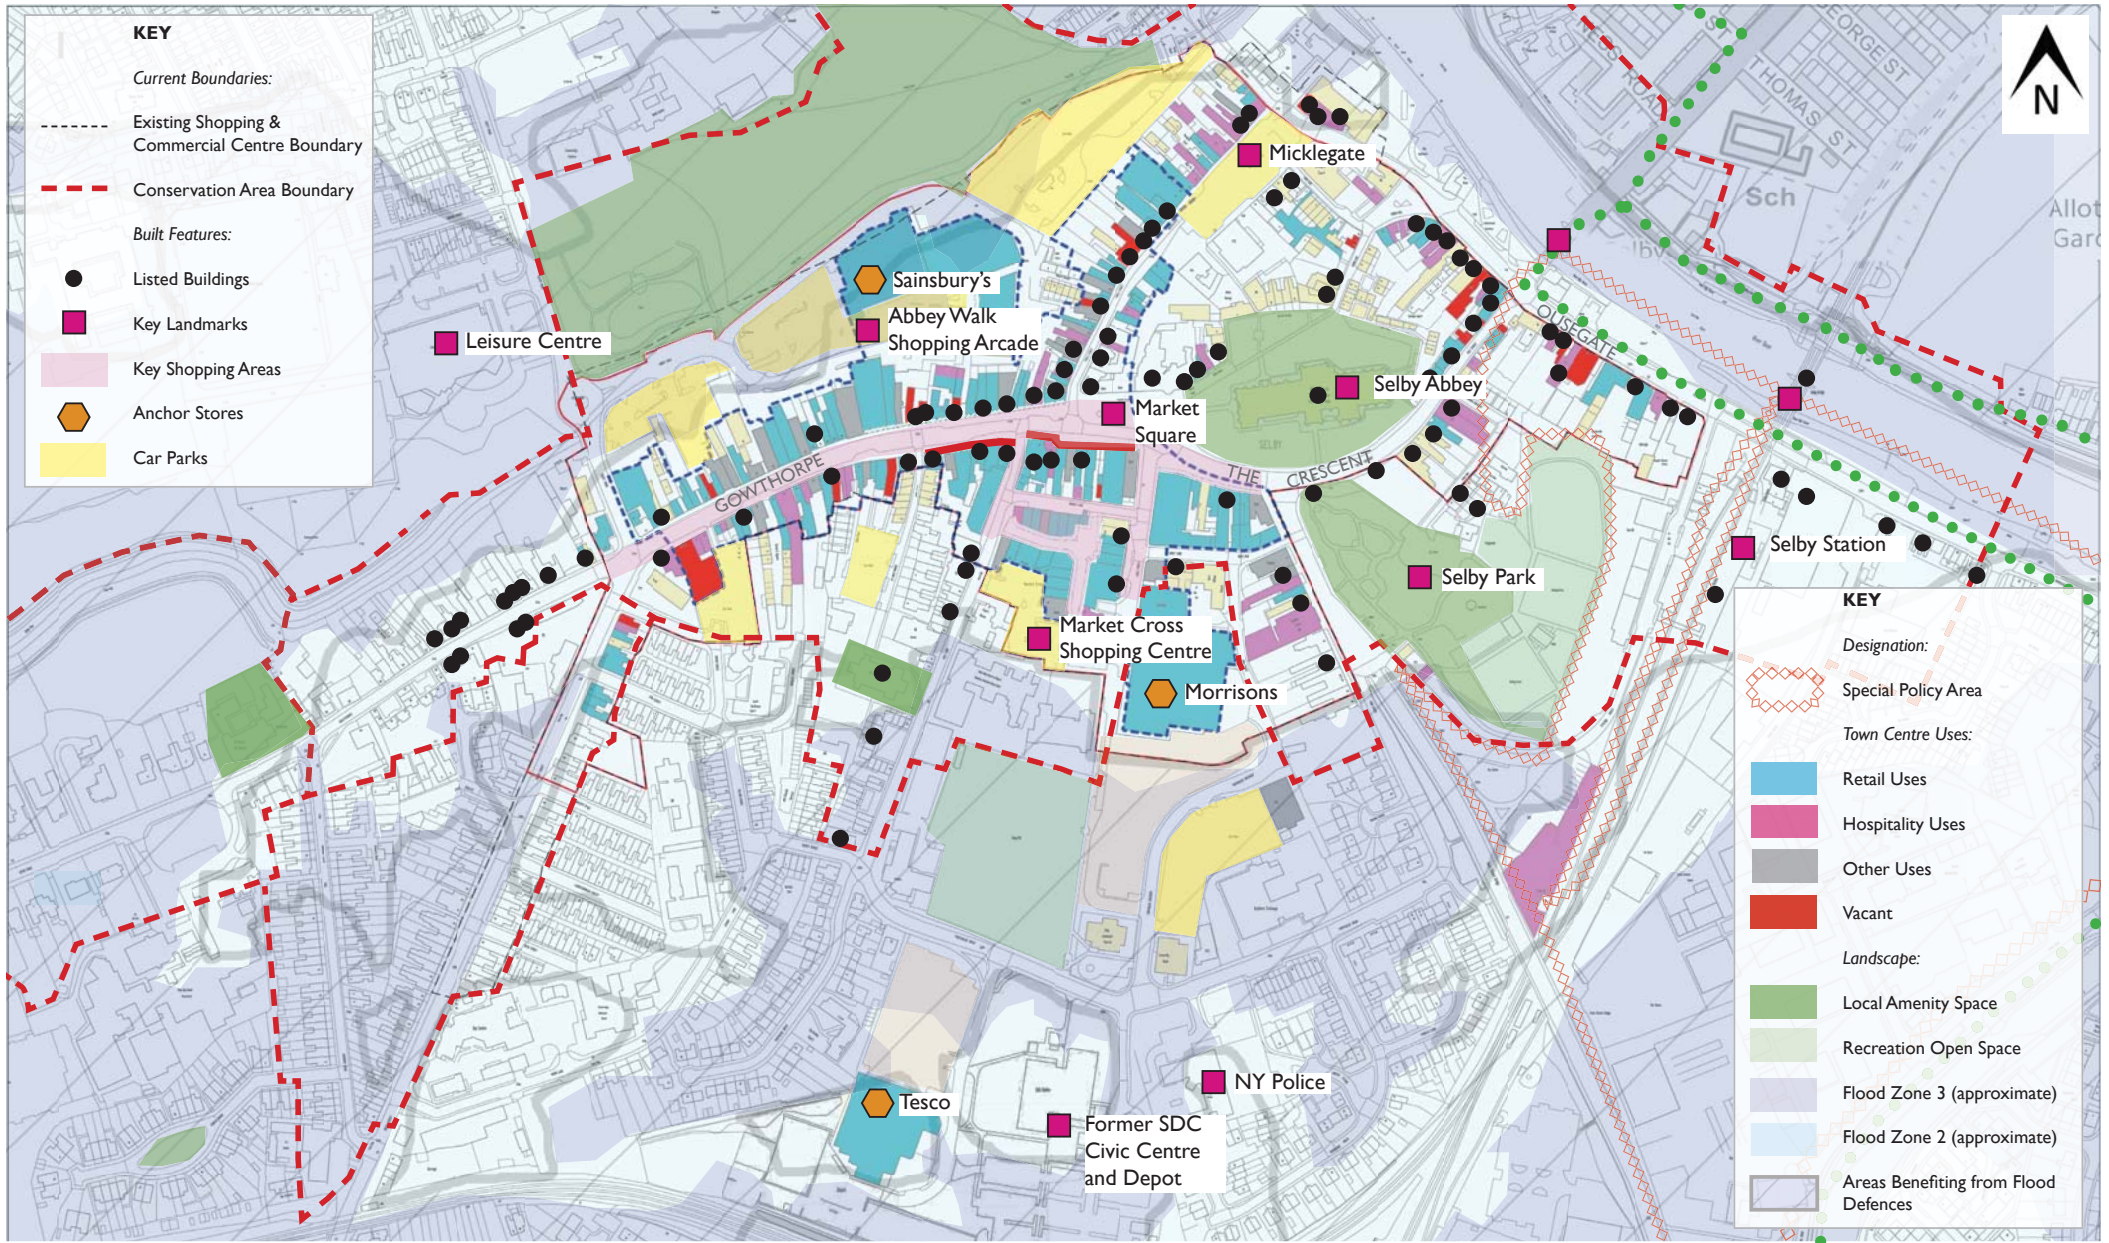 KEY
Current Boundaries:
Existing Shopping &
Commercial Centre Boundary
Conservation Area Boundary
Built Features:
Listed Buildings
Key Landmarks
Key Shopping Areas
Anchor Stores
Car Parks
N
GEORGE ST
THOMAS ST
Sch
Allot
Gard
Micklegate
Sainsbury's
Abbey Walk
Shopping Arcade
Leisure Centre
OUSEGATE
Selby Abbey
SELBY
Market
Square
GOWTHORPE
THE CRESCENT
Selby Station
Selby Park
Market Cross
Shopping Centre
Morrisons
Tesco
NY Police
Former SDC
Civic Centre
and Depot
KEY
Designation:
Special Policy Area
Town Centre Uses:
Retail Uses
Hospitality Uses
Other Uses
Vacant
Landscape:
Local Amenity Space
Recreation Open Space
Flood Zone 3 (approximate)
Flood Zone 2 (approximate)
Areas Benefiting from Flood
Defences